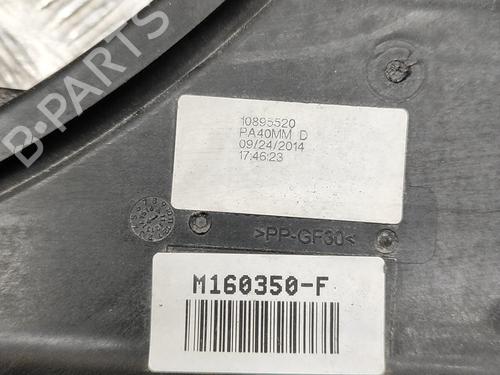 B-PARTS
10895520
PA40MM D
09/24/2014
17:46:23
>PP-GF30<
M160350-F